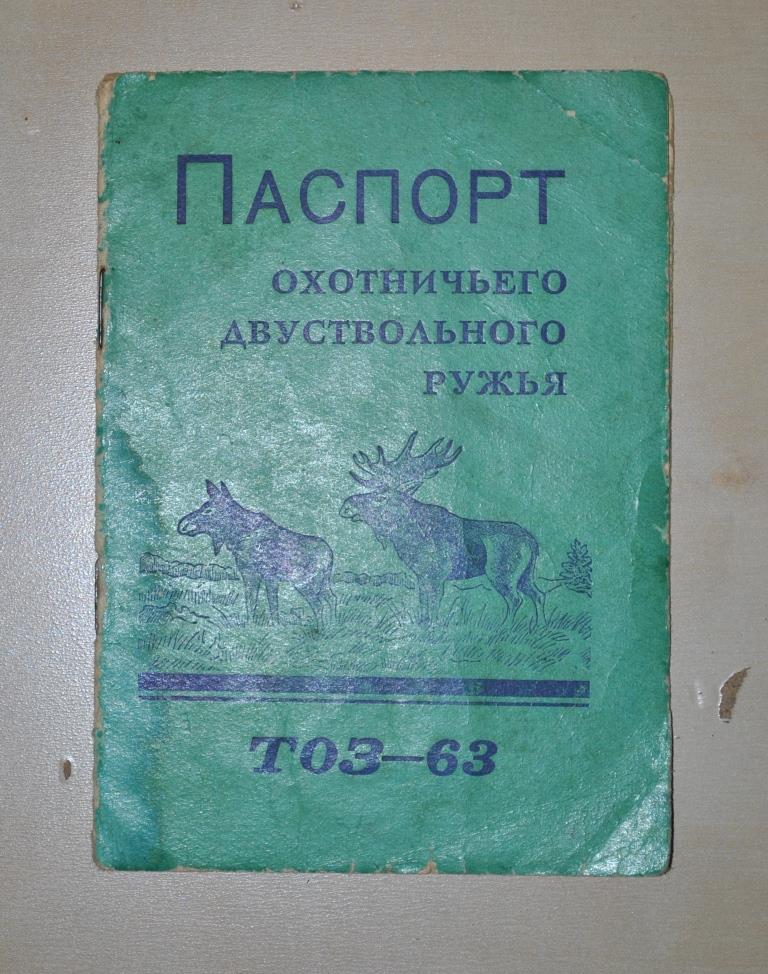 Паспорт
охотничьего
двуствольного
ружья
ТОЗ–63